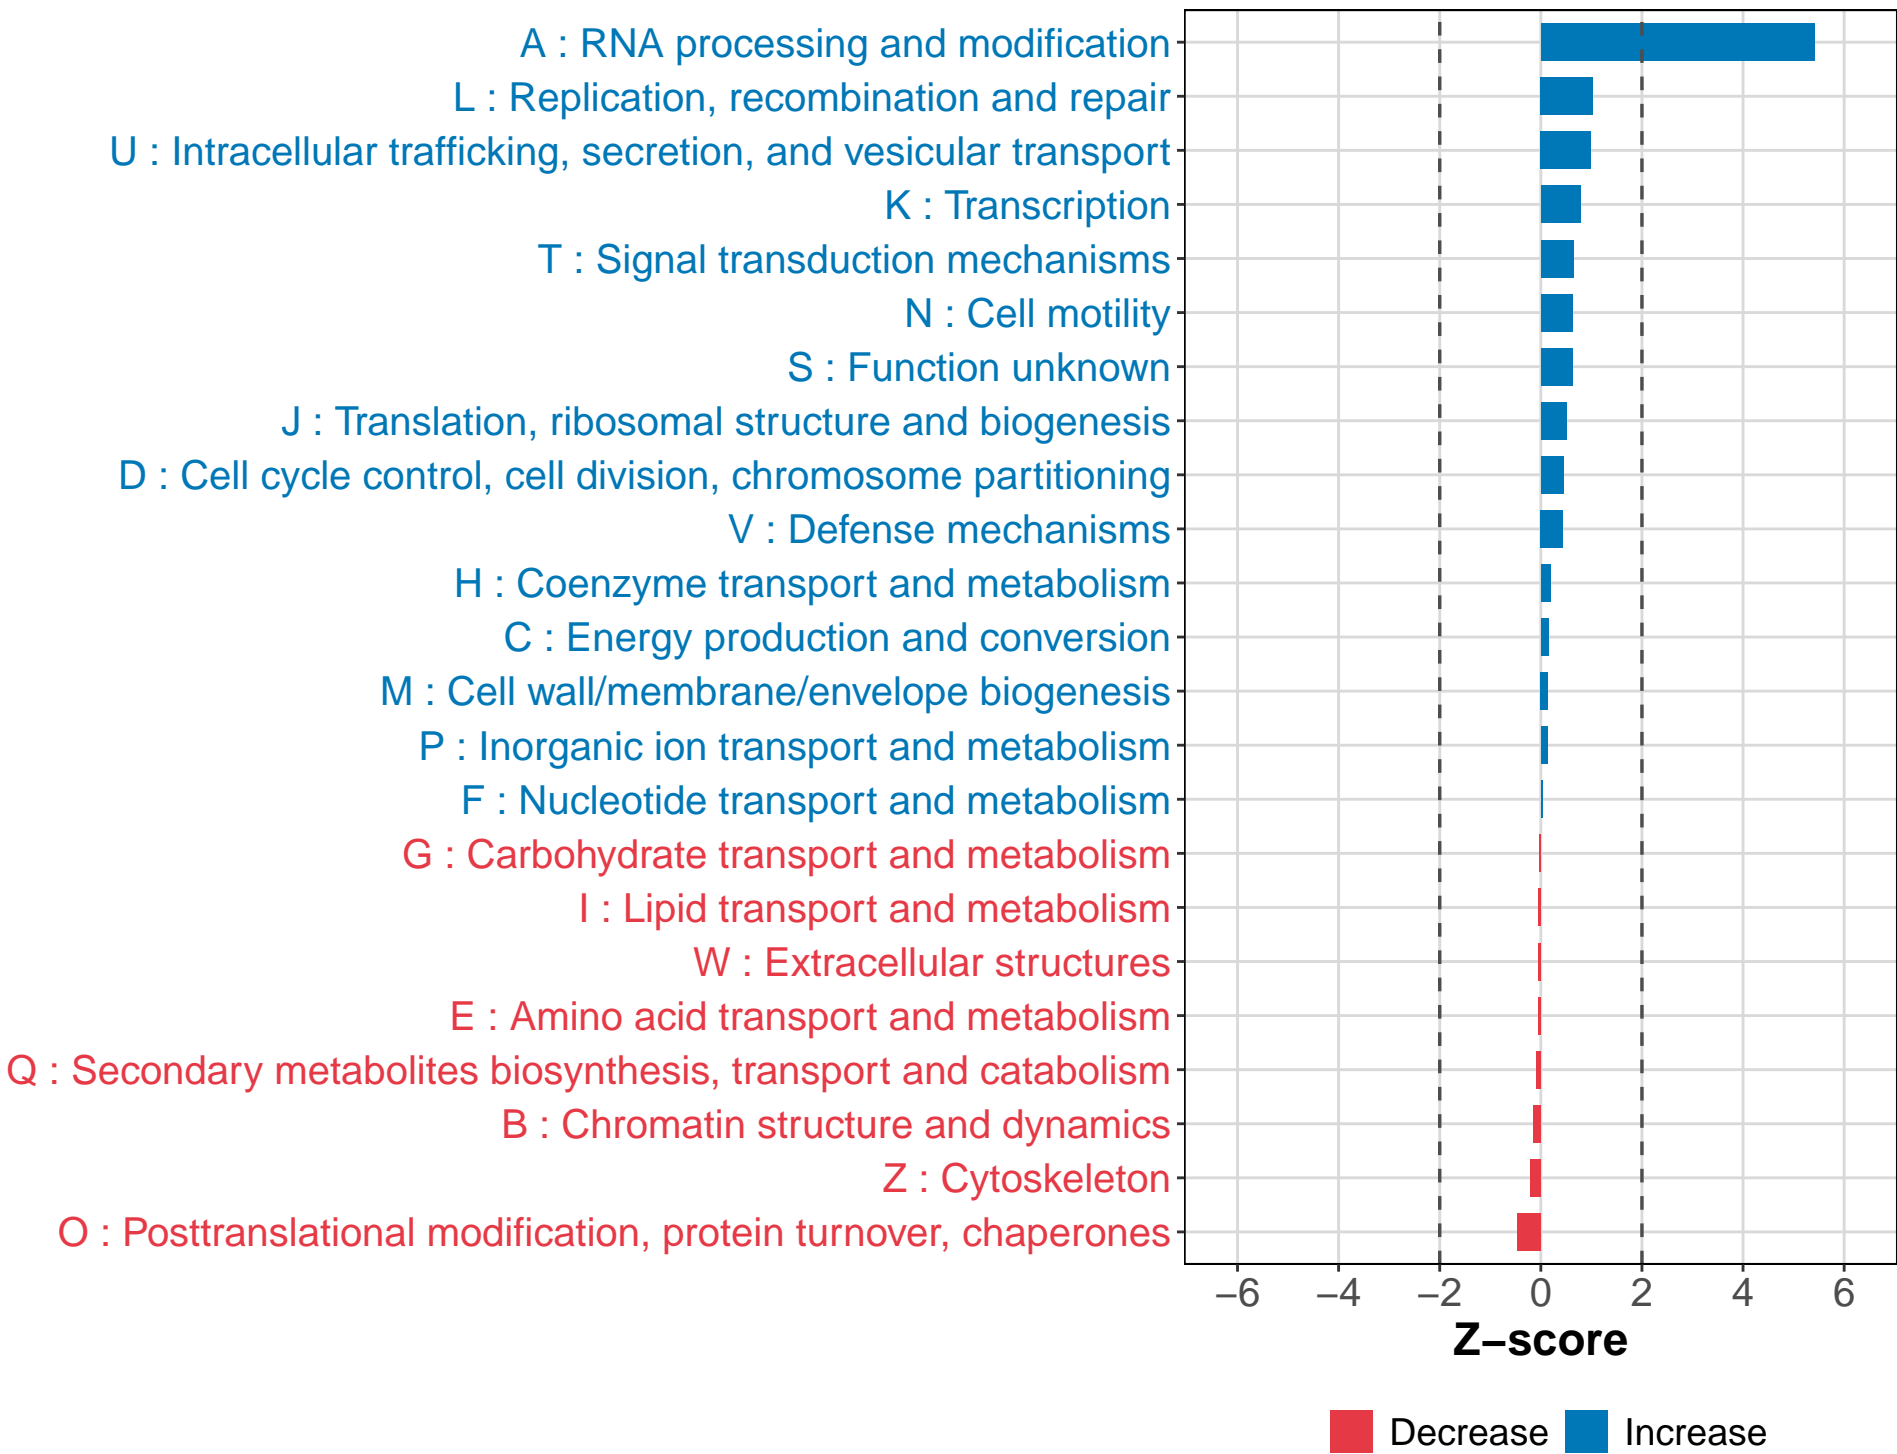 A : RNA processing and modification
L : Replication, recombination and repair
U : Intracellular trafficking, secretion, and vesicular transport
K : Transcription
T : Signal transduction mechanisms
N : Cell motility
S : Function unknown
J : Translation, ribosomal structure and biogenesis
D : Cell cycle control, cell division, chromosome partitioning
V : Defense mechanisms
H : Coenzyme transport and metabolism
C : Energy production and conversion
M : Cell wall/membrane/envelope biogenesis
P : Inorganic ion transport and metabolism
F : Nucleotide transport and metabolism
G : Carbohydrate transport and metabolism
I : Lipid transport and metabolism
W : Extracellular structures
E : Amino acid transport and metabolism
Q : Secondary metabolites biosynthesis, transport and catabolism
B : Chromatin structure and dynamics
Z : Cytoskeleton
O : Posttranslational modification, protein turnover, chaperones
−6 −4 −2 0 2 4 6
Z−score
Decrease Increase